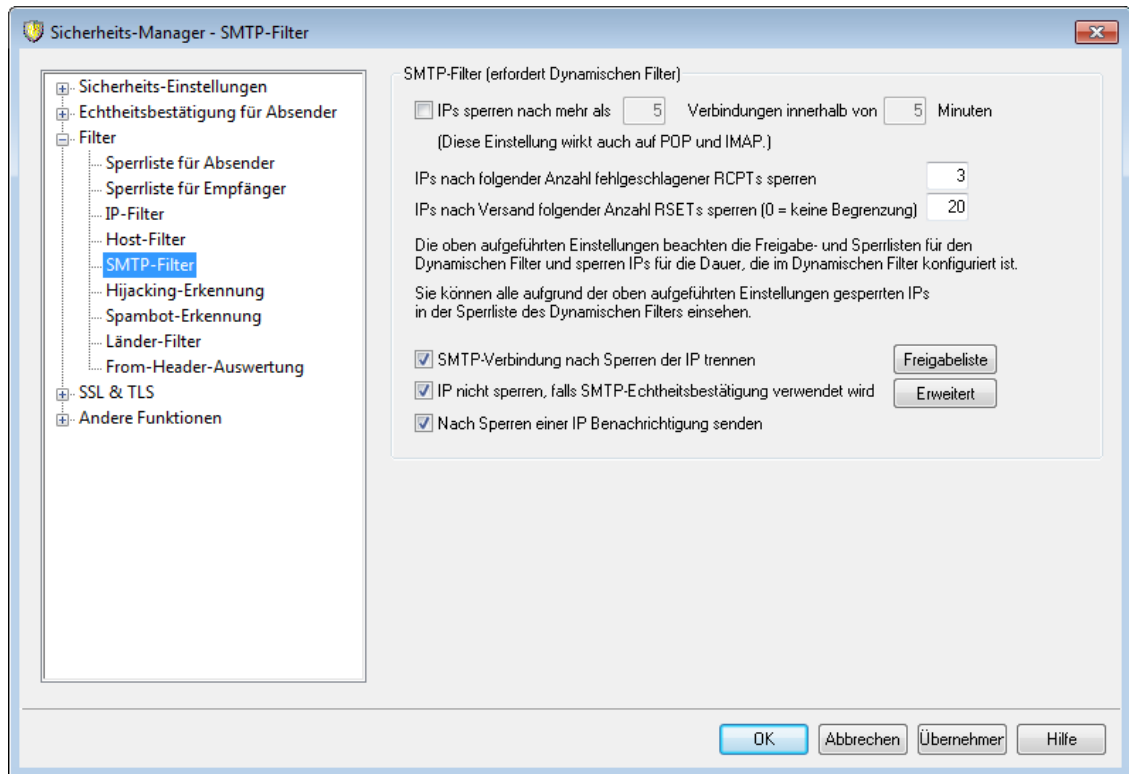 Sicherheits-Manager - SMTP-Filter
Sicherheits-Einstellungen
Echtheitsbestätigung für Absender
Filter
Sperrliste für Absender
Sperrliste für Empfänger
IP-Filter
Host-Filter
SMTP-Filter
Hijacking-Erkennung
Spambot-Erkennung
Länder-Filter
From-Header-Auswertung
SSL & TLS
Andere Funktionen
SMTP-Filter (erfordert Dynamischen Filter)
IPs sperren nach mehr als 5 Verbindungen innerhalb von 5 Minuten
(Diese Einstellung wirkt auch auf POP und IMAP.)
IPs nach folgender Anzahl fehlgeschlagener RCPTs sperren 3
IPs nach Versand folgender Anzahl RSETs sperren (0 = keine Begrenzung) 20
Die oben aufgeführten Einstellungen beachten die Freigabe- und Sperrlisten für den
Dynamischen Filter und sperren IPs für die Dauer, die im Dynamischen Filter konfiguriert ist.
Sie können alle aufgrund der oben aufgeführten Einstellungen gesperrten IPs
in der Sperrliste des Dynamischen Filters einsehen.
SMTP-Verbindung nach Sperren der IP trennen Freigabeliste
IP nicht sperren, falls SMTP-Echtheitsbestätigung verwendet wird Erweitert
Nach Sperren einer IP Benachrichtigung senden
OK Abbrechen Übernehmer Hilfe